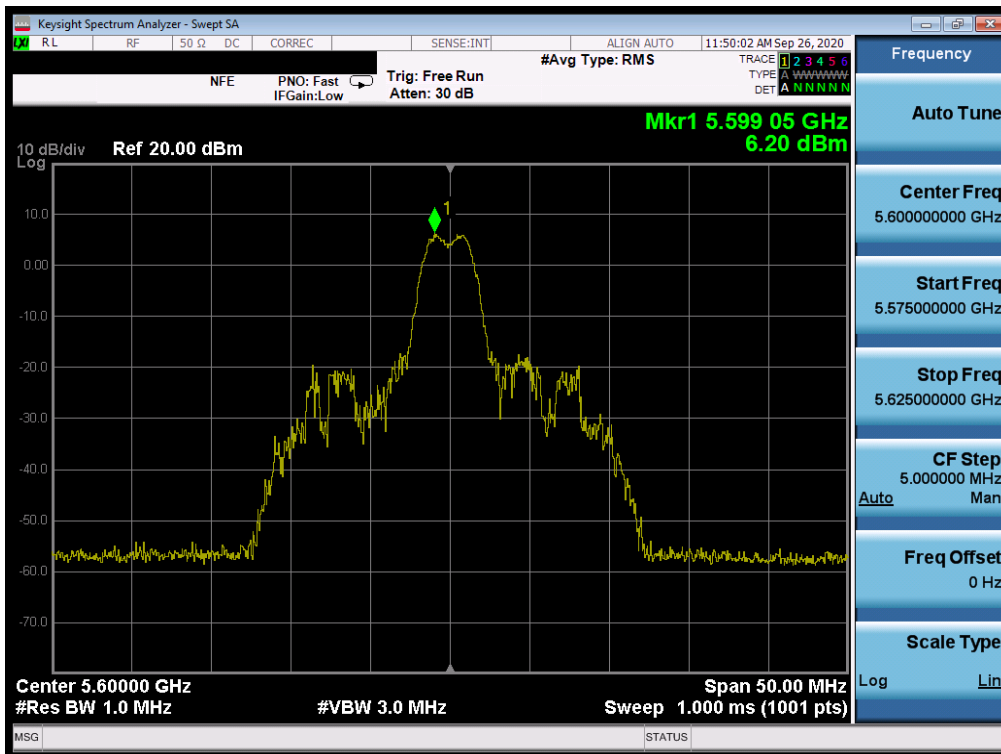 Keysight Spectrum Analyzer - Swept SA
LXI RL RF 50 Ω DC CORREC SENSE:INT ALIGN AUTO 11:50:02 AM Sep 26, 2020
NFE PNO: Fast Trig: Free Run #Avg Type: RMS TRACE 1 2 3 4 5 6
IFGain:Low Atten: 30 dB TYPE A WWWWW
DET A N N N N N
Mkr1 5.599 05 GHz
6.20 dBm
10 dB/div Ref 20.00 dBm
Log
1
10.0
0.00
-10.0
-20.0
-30.0
-40.0
-50.0
-60.0
-70.0
Center 5.60000 GHz Span 50.00 MHz
#Res BW 1.0 MHz #VBW 3.0 MHz Sweep 1.000 ms (1001 pts)
MSG STATUS
Frequency
Auto Tune
Center Freq
5.600000000 GHz
Start Freq
5.575000000 GHz
Stop Freq
5.625000000 GHz
CF Step
5.000000 MHz
Auto Man
Freq Offset
0 Hz
Scale Type
Log Lin